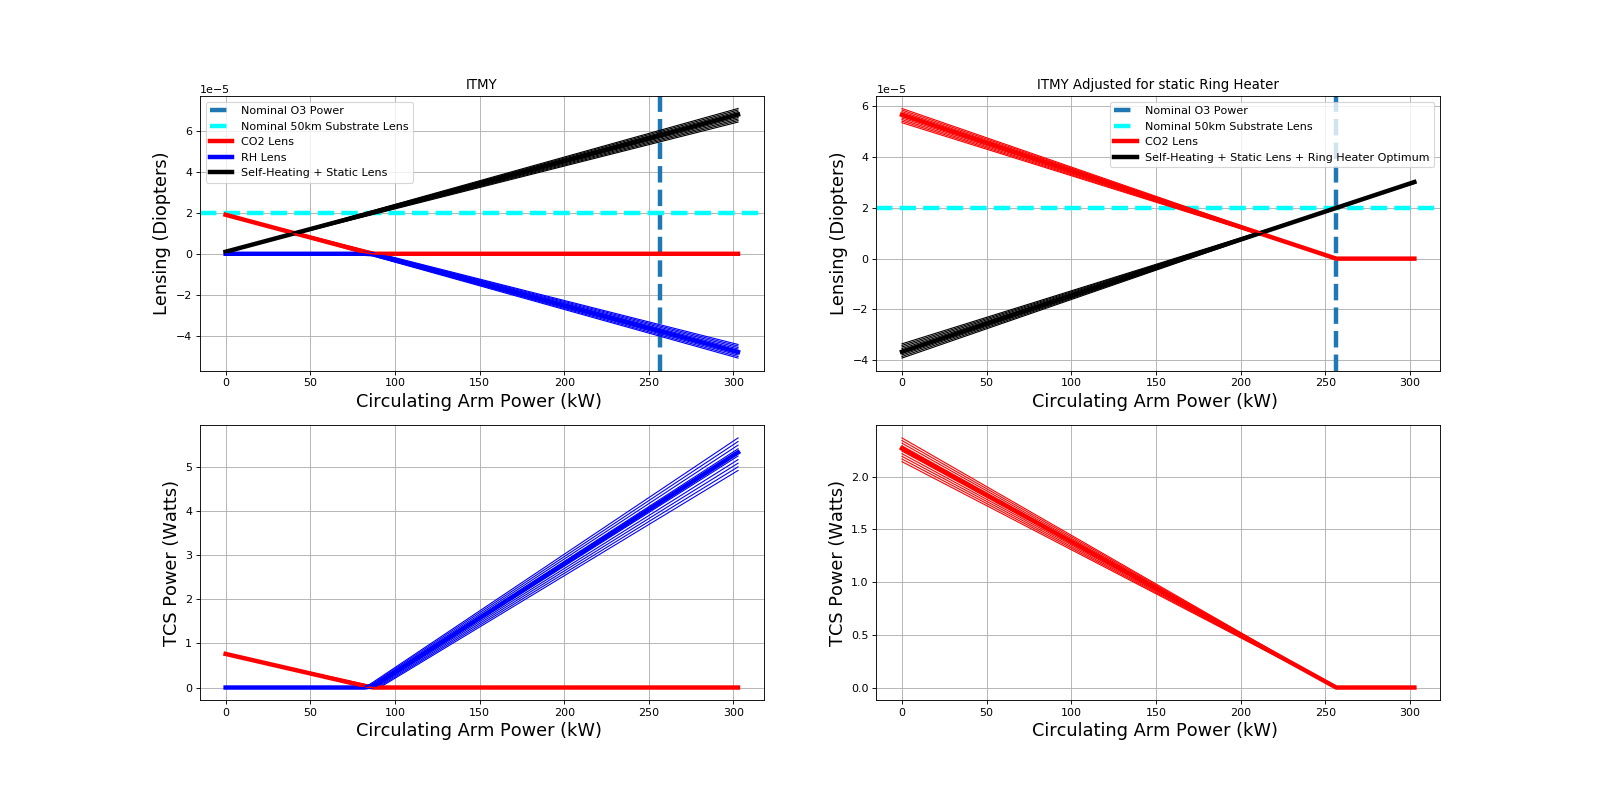 ITMY
1e−5
Nominal O3 Power
Nominal 50km Substrate Lens
CO2 Lens
RH Lens
Self-Heating + Static Lens
6
4
2
0
−2
−4
Lensing (Diopters)
0 50 100 150 200 250 300
Circulating Arm Power (kW)
ITMY Adjusted for static Ring Heater
1e−5
Nominal O3 Power
Nominal 50km Substrate Lens
CO2 Lens
Self-Heating + Static Lens + Ring Heater Optimum
6
4
2
0
−2
−4
Lensing (Diopters)
0 50 100 150 200 250 300
Circulating Arm Power (kW)
5
4
3
2
1
0
TCS Power (Watts)
0 50 100 150 200 250 300
Circulating Arm Power (kW)
2.0
1.5
1.0
0.5
0.0
TCS Power (Watts)
0 50 100 150 200 250 300
Circulating Arm Power (kW)